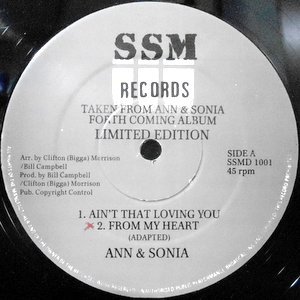 SSM
RECORDS
TAKEN FROM ANN & SONIA
FORTH COMING ALBUM
LIMITED EDITION
Arr. by Clifton (Bigga) Morrison
/Bill Campbell
Prod. by Bill Campbell
/Clifton (Bigga) Morrison
Pub. Copyright Control
SIDE A
SSMD 1001
45 rpm
1. AIN'T THAT LOVING YOU
2. FROM MY HEART
(ADAPTED)
ANN & SONIA